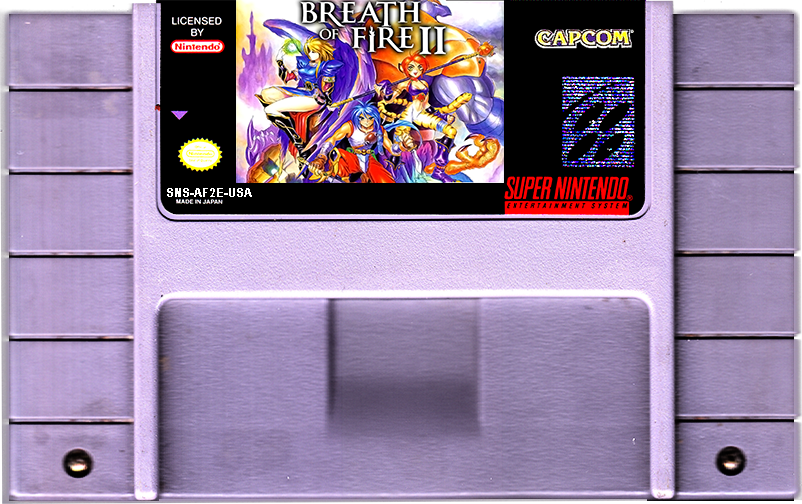 LICENSED
BY
Nintendo
BREATH
OF FIRE II
CAPCOM
SNS-AF2E-USA
MADE IN JAPAN
SUPER NINTENDO
ENTERTAINMENT SYSTEM